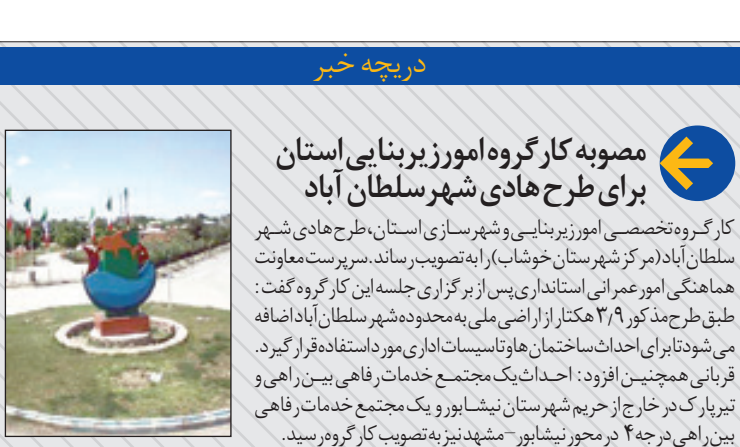 دریچه خبر
مصوبه کارگروه امور زیربنایی استان
برای طرح هادی شهر سلطان آباد
کارگروه تخصصی امور زیربنایی و شهرسازی استان، طرح هادی شهر
سلطان آباد (مرکز شهرستان خوشاب) را به تصویب رساند. سرپرست معاونت
هماهنگی امور عمرانی استانداری پس از برگزاری جلسه این کارگروه گفت:
طبق طرح مذکور ۳/۹ هکتار از اراضی ملی به محدوده شهر سلطان آباد اضافه
می شود تا برای احداث ساختمان ها و تاسیسات اداری مورد استفاده قرار گیرد.
قربانی همچنین افزود: احداث یک مجتمع خدمات رفاهی بین راهی و
تیرپارک در خارج از حریم شهرستان نیشابور و یک مجتمع خدمات رفاهی
بین راهی درجه ۴ در محور نیشابور – مشهد نیز به تصویب کارگروه رسید.